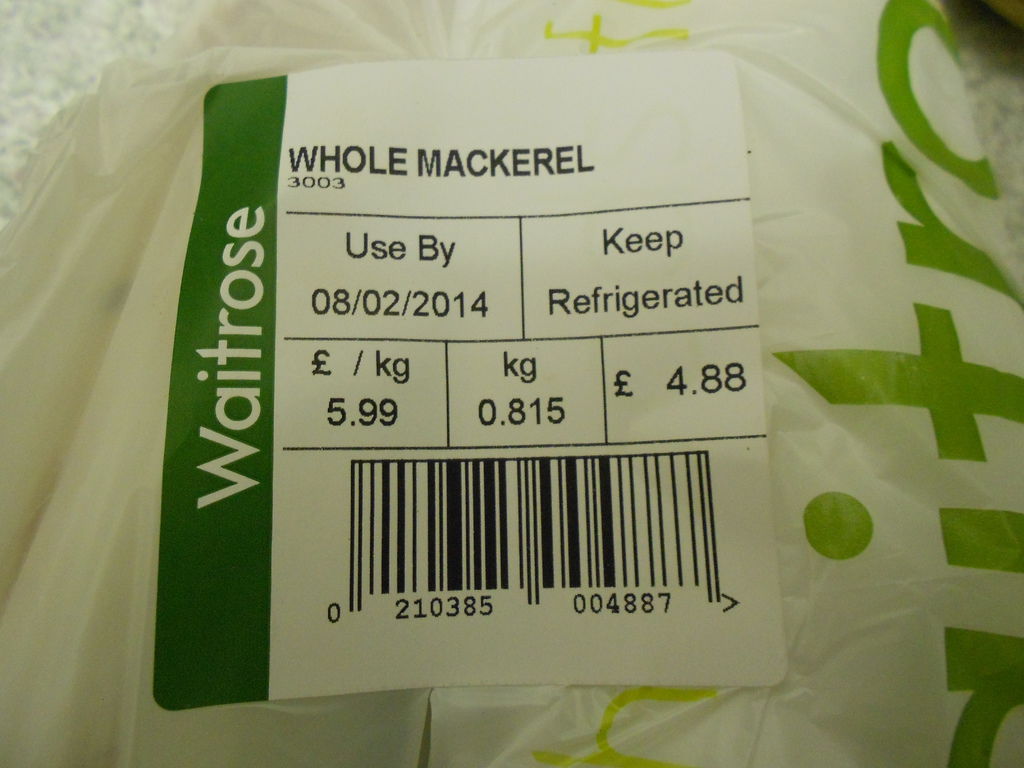 Waitrose
WHOLE MACKEREL
3003
Use By
08/02/2014
Keep
Refrigerated
£ / kg
5.99
kg
0.815
£ 4.88
0 210385 004887 >